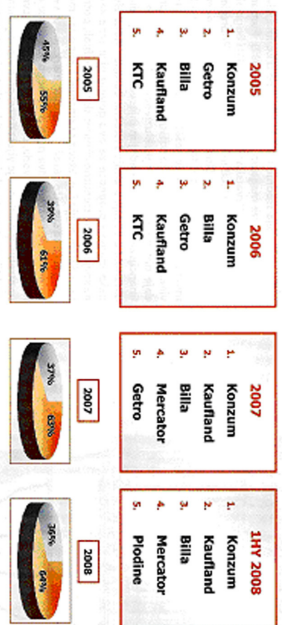 2005
1. Konzum
2. Getro
3. Billa
4. Kaufland
5. KTC
2006
1. Konzum
2. Billa
3. Getro
4. Kaufland
5. KTC
2007
1. Konzum
2. Kaufland
3. Billa
4. Mercator
5. Getro
1HY 2008
1. Konzum
2. Kaufland
3. Billa
4. Mercator
5. Plodine
2005
45%
55%
2006
39%
61%
2007
37%
63%
2008
36%
64%